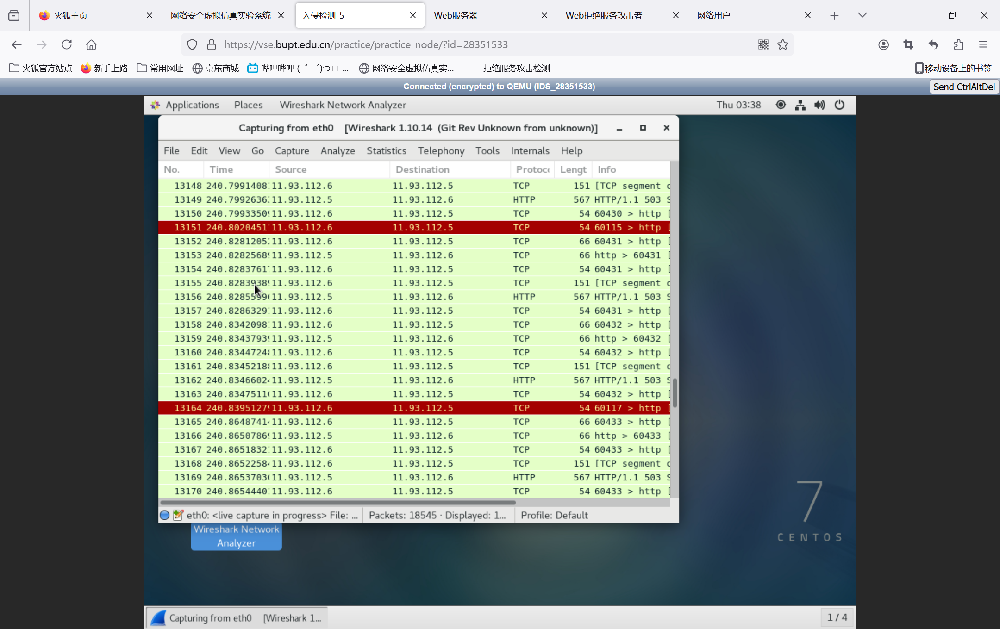 火狐主页
网络安全虚拟仿真实验系统
入侵检测-5
Web服务器
Web拒绝服务攻击者
网络用户
https://vse.bupt.edu.cn/practice/practice_node/?id=28351533
火狐官方站点
新手上路
常用网址
京东商城
哔哩哔哩 ( ゜- ゜)つロ ...
网络安全虚拟仿真实...
拒绝服务攻击检测
移动设备上的书签
Connected (encrypted) to QEMU (IDS_28351533)
Send CtrlAltDel
Applications Places Wireshark Network Analyzer
Thu 03:38
Capturing from eth0 [Wireshark 1.10.14 (Git Rev Unknown from unknown)]
File Edit View Go Capture Analyze Statistics Telephony Tools Internals Help
No. Time Source Destination Protoc Lengt Info
13148 240.79914081 11.93.112.6 11.93.112.5 TCP 151 [TCP segment
13149 240.7992636 11.93.112.5 11.93.112.6 HTTP 567 HTTP/1.1 503 S
13150 240.7993350 11.93.112.6 11.93.112.5 TCP 54 60430 > http [
13151 240.8020451 11.93.112.6 11.93.112.5 TCP 54 60115 > http [
13152 240.8281205 11.93.112.6 11.93.112.5 TCP 66 60431 > http [
13153 240.8282568 11.93.112.5 11.93.112.6 TCP 66 http > 60431 [
13154 240.8283761 11.93.112.6 11.93.112.5 TCP 54 60431 > http [
13155 240.8283938 11.93.112.6 11.93.112.5 TCP 151 [TCP segment
13156 240.8285599 11.93.112.5 11.93.112.6 HTTP 567 HTTP/1.1 503 S
13157 240.8286329 11.93.112.6 11.93.112.5 TCP 54 60431 > http [
13158 240.8342098 11.93.112.6 11.93.112.5 TCP 66 60432 > http [
13159 240.8343793 11.93.112.5 11.93.112.6 TCP 66 http > 60432 [
13160 240.8344724 11.93.112.6 11.93.112.5 TCP 54 60432 > http [
13161 240.8345218 11.93.112.6 11.93.112.5 TCP 151 [TCP segment
13162 240.8346602 11.93.112.5 11.93.112.6 HTTP 567 HTTP/1.1 503 S
13163 240.8347511 11.93.112.6 11.93.112.5 TCP 54 60432 > http [
13164 240.8395127 11.93.112.6 11.93.112.5 TCP 54 60117 > http [
13165 240.8648741 11.93.112.6 11.93.112.5 TCP 66 60433 > http [
13166 240.8650786 11.93.112.5 11.93.112.6 TCP 66 http > 60433 [
13167 240.8651832 11.93.112.6 11.93.112.5 TCP 54 60433 > http [
13168 240.8652258 11.93.112.6 11.93.112.5 TCP 151 [TCP segment
13169 240.8653703 11.93.112.5 11.93.112.6 HTTP 567 HTTP/1.1 503 S
13170 240.8654440 11.93.112.6 11.93.112.5 TCP 54 60433 > http [
eth0: <live capture in progress> File: ... Packets: 18545 · Displayed: 1... Profile: Default
Wireshark Network
Analyzer
7
CENTOS
Capturing from eth0 [Wireshark 1...
1 / 4